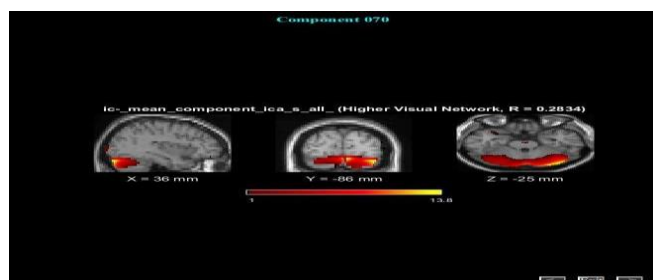 Component 070
ic-_mean_component_ica_s_all_ (Higher Visual Network, R = 0.2834)
X = 36 mm
Y = -86 mm
Z = -25 mm
1
13.8